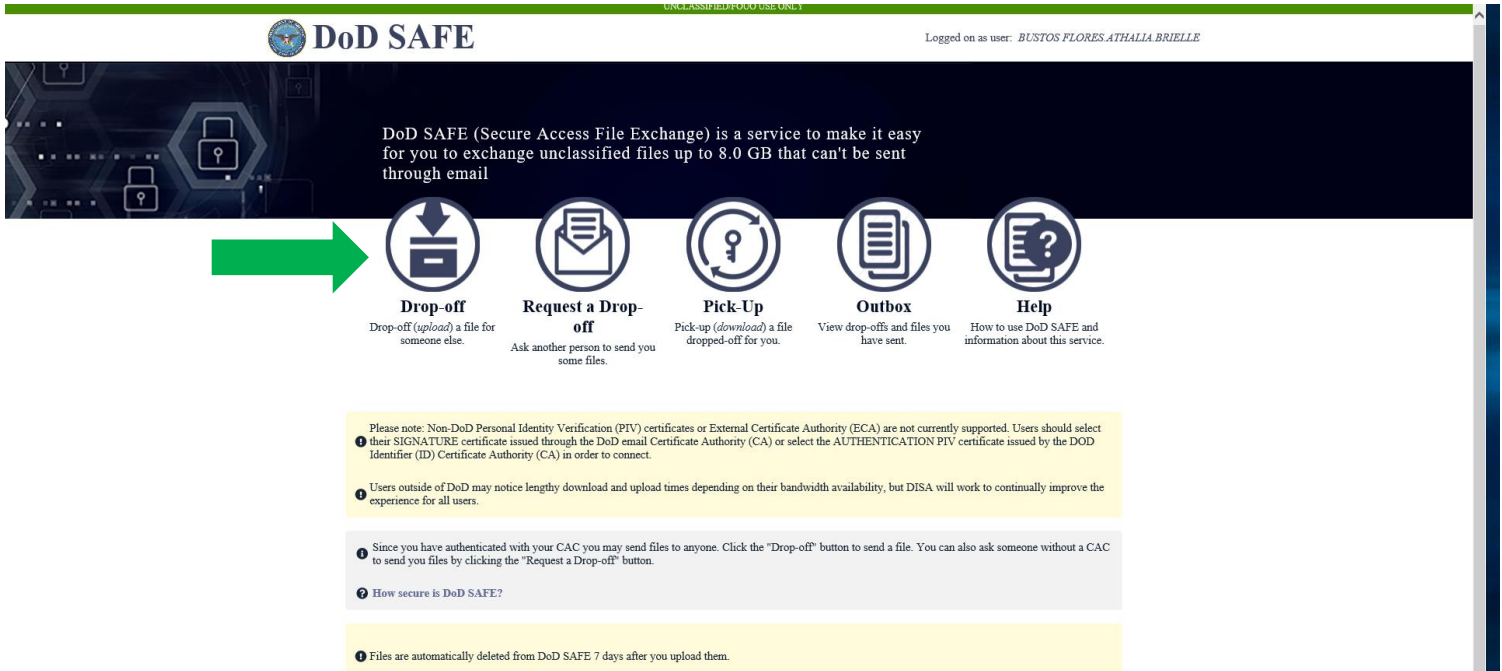 UNCLASSIFIED/FOUO USE ONLY
DoD SAFE
Logged on as user: BUSTOS FLORES.ATHALIA.BRIELLE
DoD SAFE (Secure Access File Exchange) is a service to make it easy
for you to exchange unclassified files up to 8.0 GB that can't be sent
through email
Drop-off
Drop-off (upload) a file for
someone else.
Request a Drop-
off
Ask another person to send you
some files.
Pick-Up
Pick-up (download) a file
dropped-off for you.
Outbox
View drop-offs and files you
have sent.
Help
How to use DoD SAFE and
information about this service.
Please note: Non-DoD Personal Identity Verification (PIV) certificates or External Certificate Authority (ECA) are not currently supported. Users should select
their SIGNATURE certificate issued through the DoD email Certificate Authority (CA) or select the AUTHENTICATION PIV certificate issued by the DOD
Identifier (ID) Certificate Authority (CA) in order to connect.
Users outside of DoD may notice lengthy download and upload times depending on their bandwidth availability, but DISA will work to continually improve the
experience for all users.
Since you have authenticated with your CAC you may send files to anyone. Click the "Drop-off" button to send a file. You can also ask someone without a CAC
to send you files by clicking the "Request a Drop-off" button.
How secure is DoD SAFE?
Files are automatically deleted from DoD SAFE 7 days after you upload them.